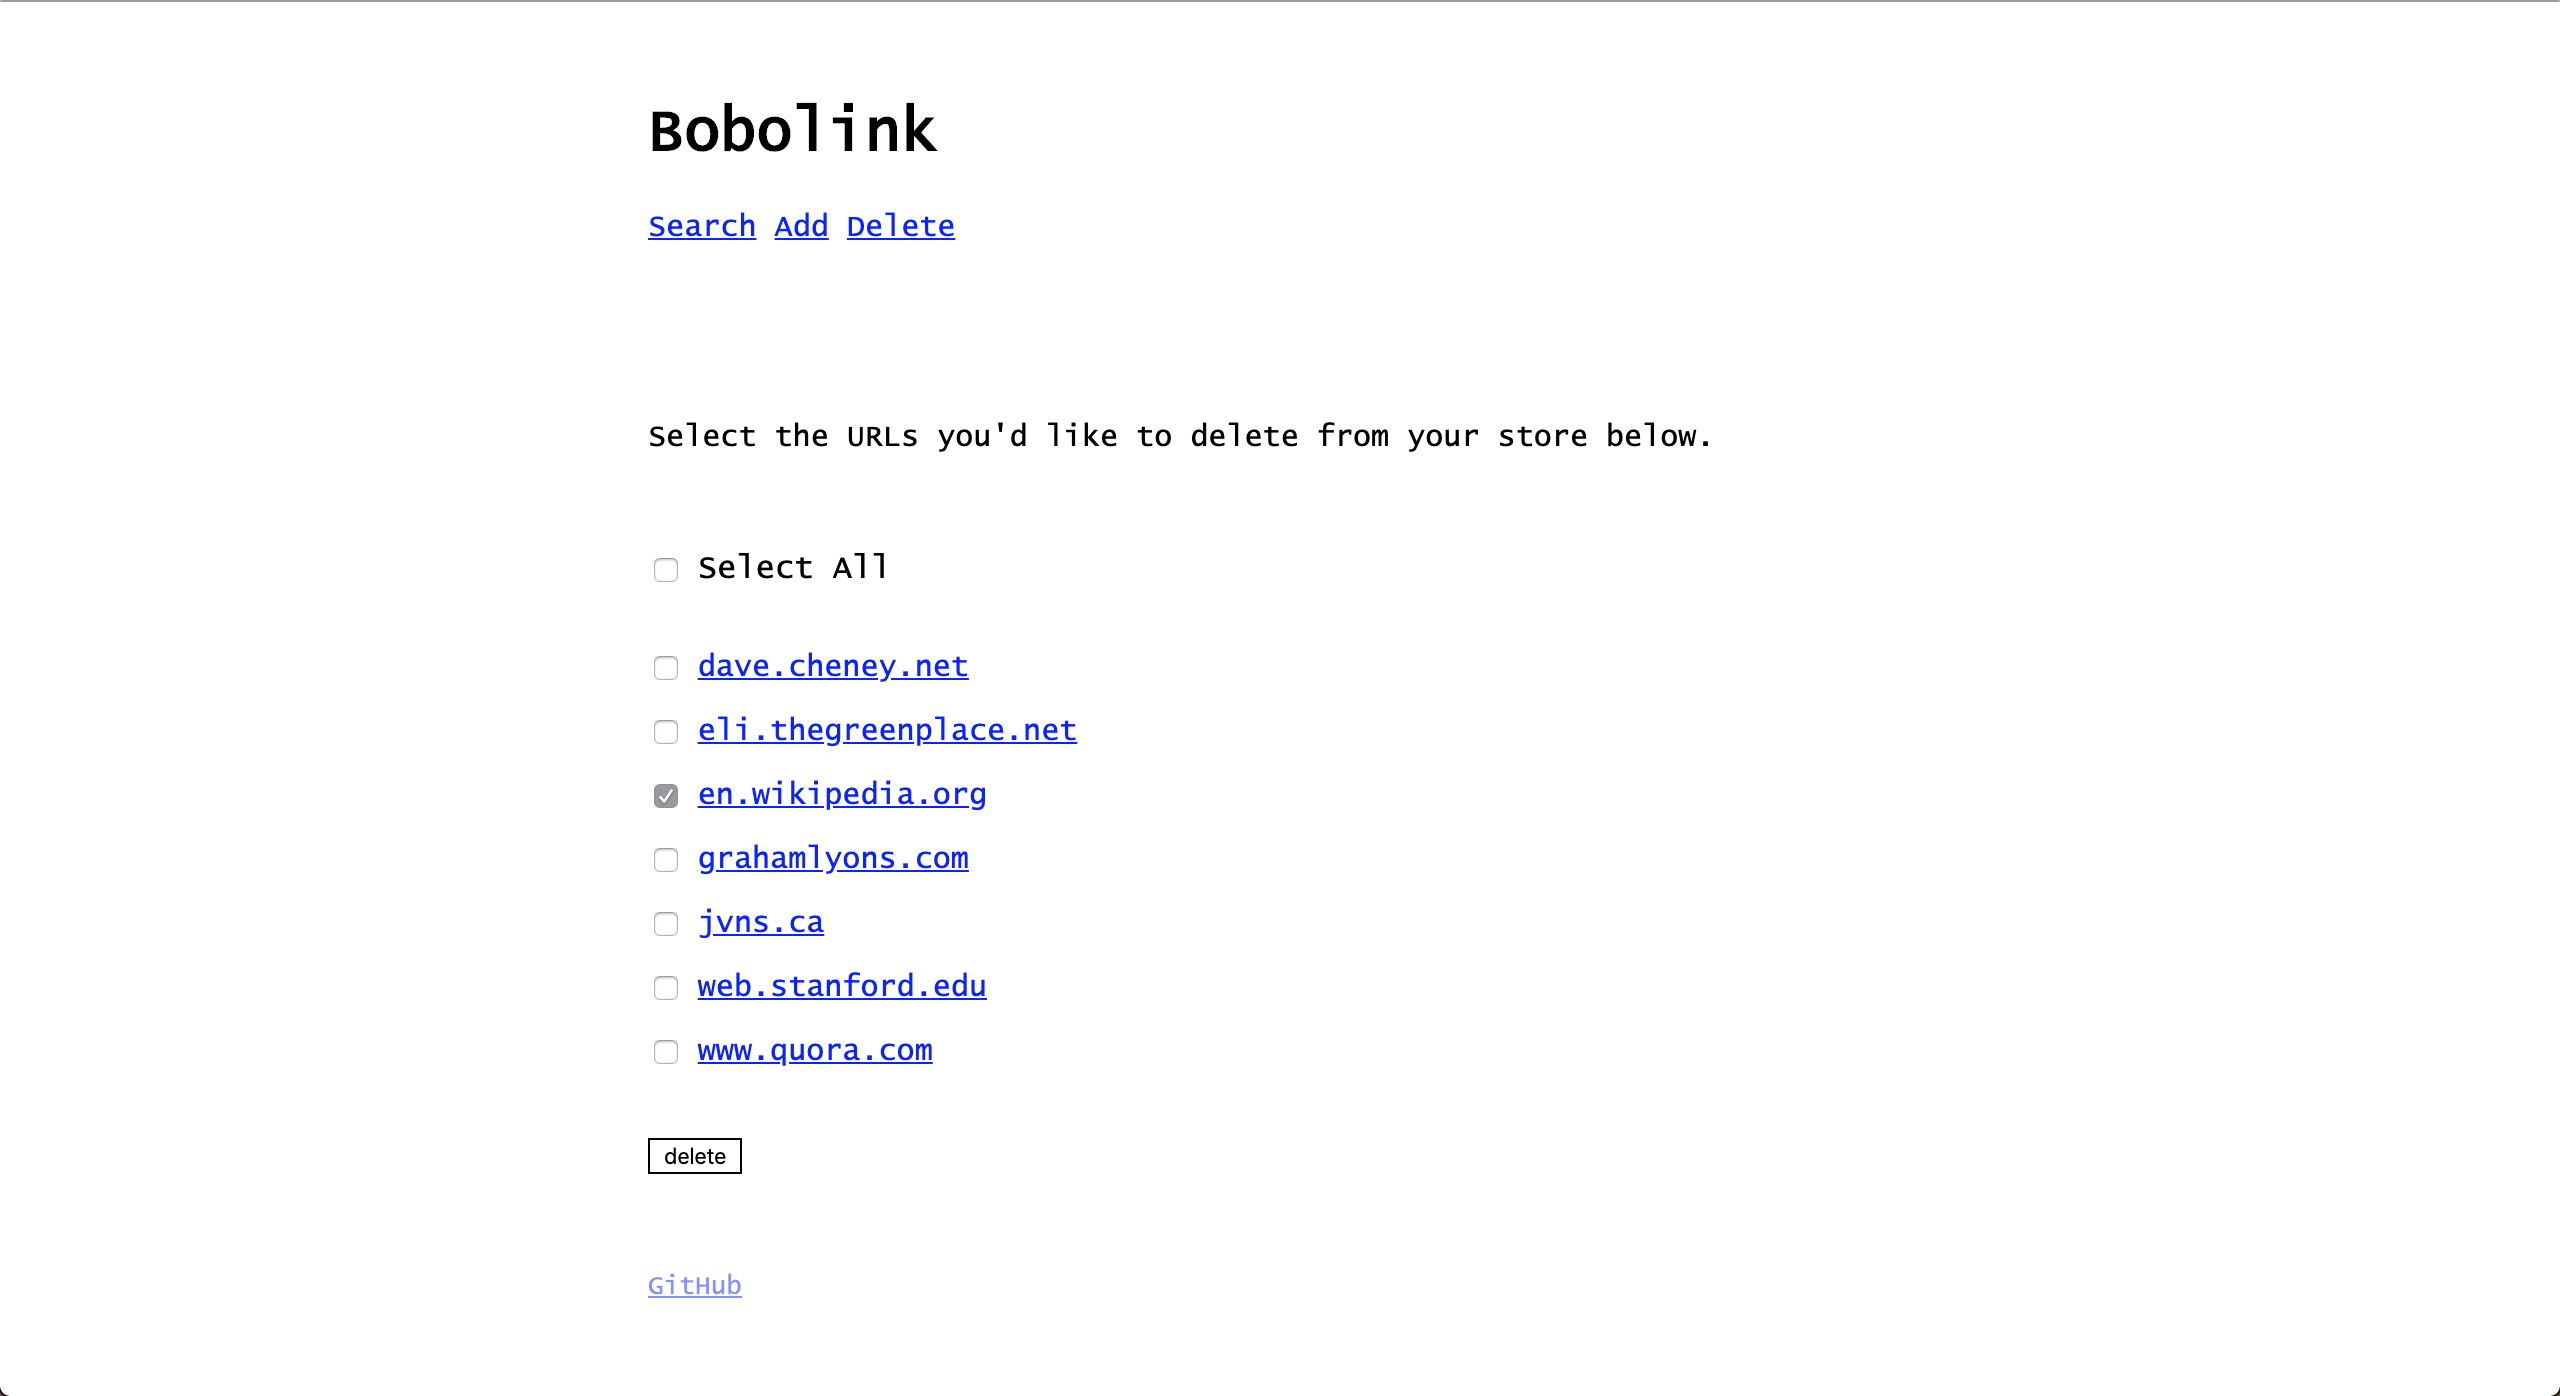 Bobolink
Search Add Delete
Select the URLs you'd like to delete from your store below.
Select All
dave.cheney.net
eli.thegreenplace.net
en.wikipedia.org
grahamlyons.com
jvns.ca
web.stanford.edu
www.quora.com
delete
GitHub